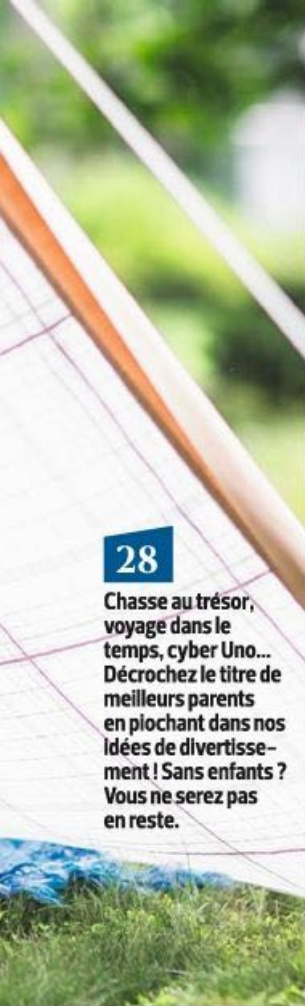 28
Chasse au trésor,
voyage dans le
temps, cyber Uno...
Décrochez le titre de
meilleurs parents
en piochant dans nos
idées de divertisse-
ment ! Sans enfants ?
Vous ne serez pas
en reste.